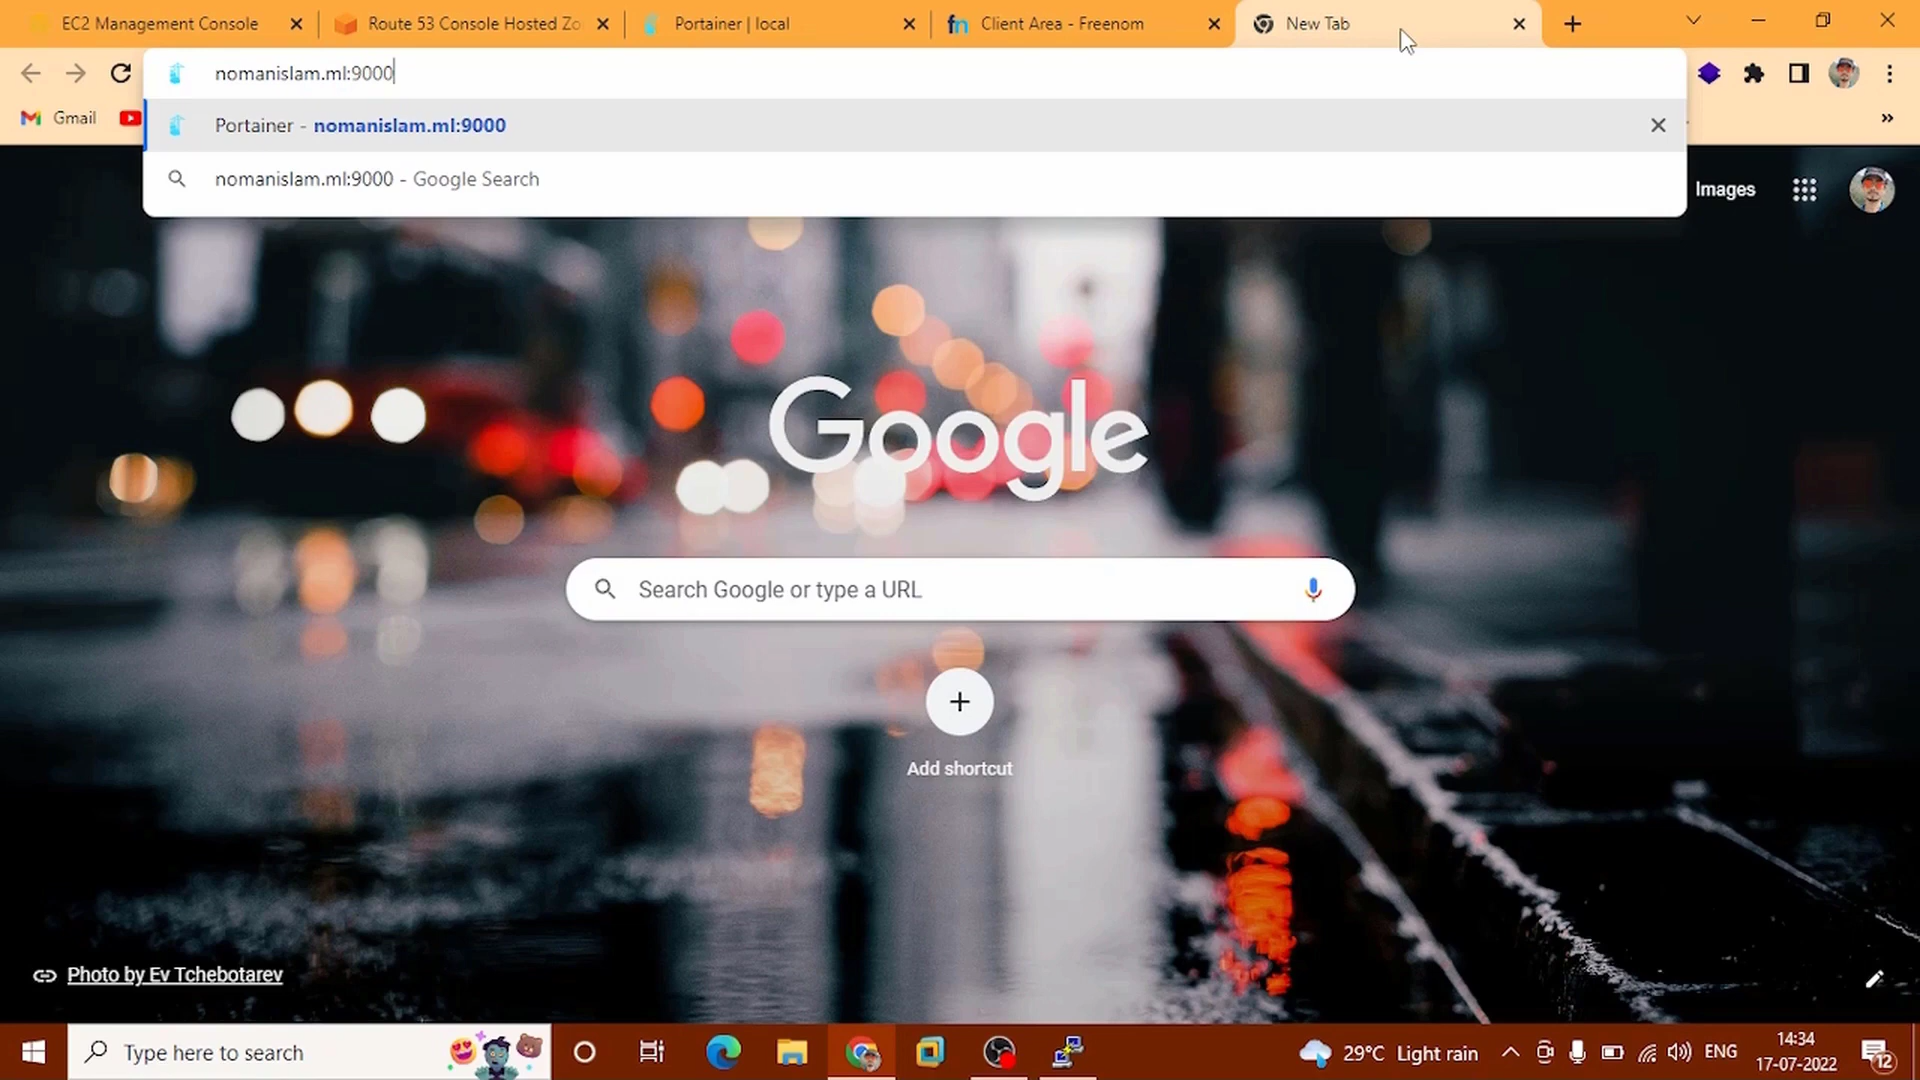 EC2 Management Console
Route 53 Console Hosted Zo
Portainer | local
Client Area - Freenom
New Tab
nomanislam.ml:9000
Gmail
Portainer - nomanislam.ml:9000
»
nomanislam.ml:9000 - Google Search
Images
Google
Search Google or type a URL
Add shortcut
Photo by Ev Tchebotarev
Type here to search
29°C Light rain
ENG
14:34
17-07-2022
12